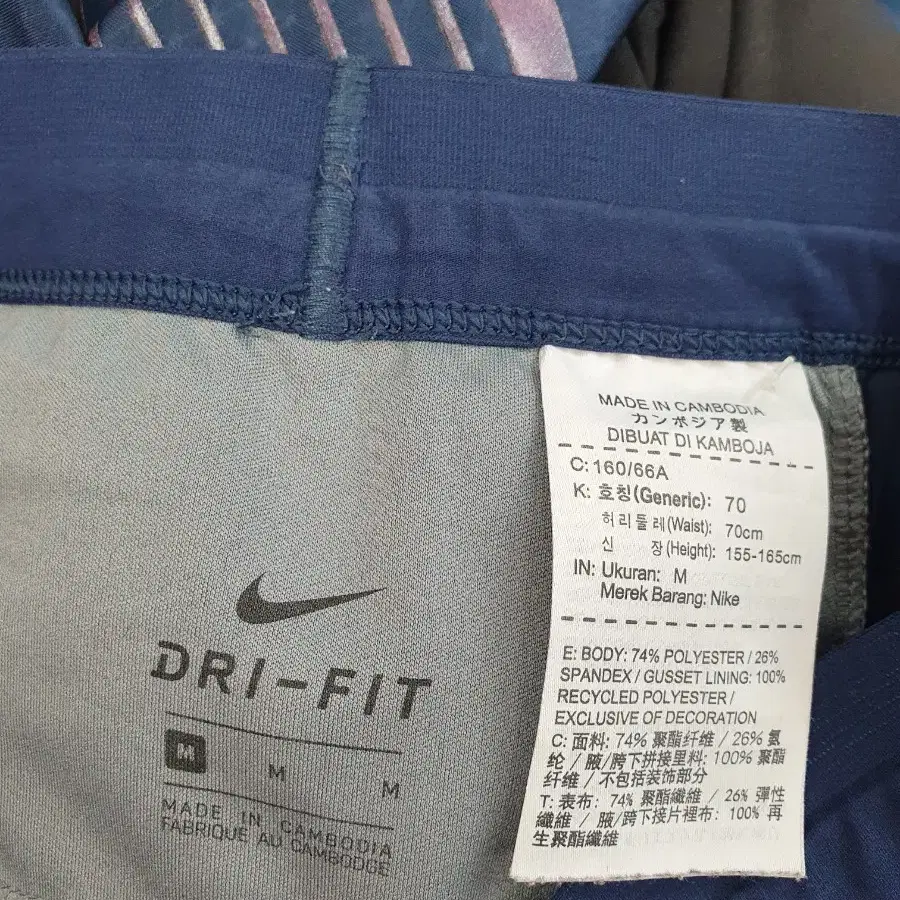 MADE IN CAMBODIA
カンボジア製
DIBUAT DI KAMBOJA
C: 160/66A
K: 호칭(Generic): 70
허리둘레(Waist): 70cm
신 장(Height): 155-165cm
IN: Ukuran: M
Merek Barang: Nike
E: BODY: 74% POLYESTER / 26%
SPANDEX / GUSSET LINING: 100%
RECYCLED POLYESTER /
EXCLUSIVE OF DECORATION
C: 面料: 74% 聚酯纤维 / 26% 氨
纶 / 腋/胯下拼接里料: 100% 聚酯
纤维 / 不包括装饰部分
T: 表布: 74% 聚酯纖維 / 26% 彈性
纖維 / 腋/跨下接片裡布: 100% 再
生聚酯纖維
DRI-FIT
M M M
MADE IN CAMBODIA
FABRIQUÉ AU CAMBODGE